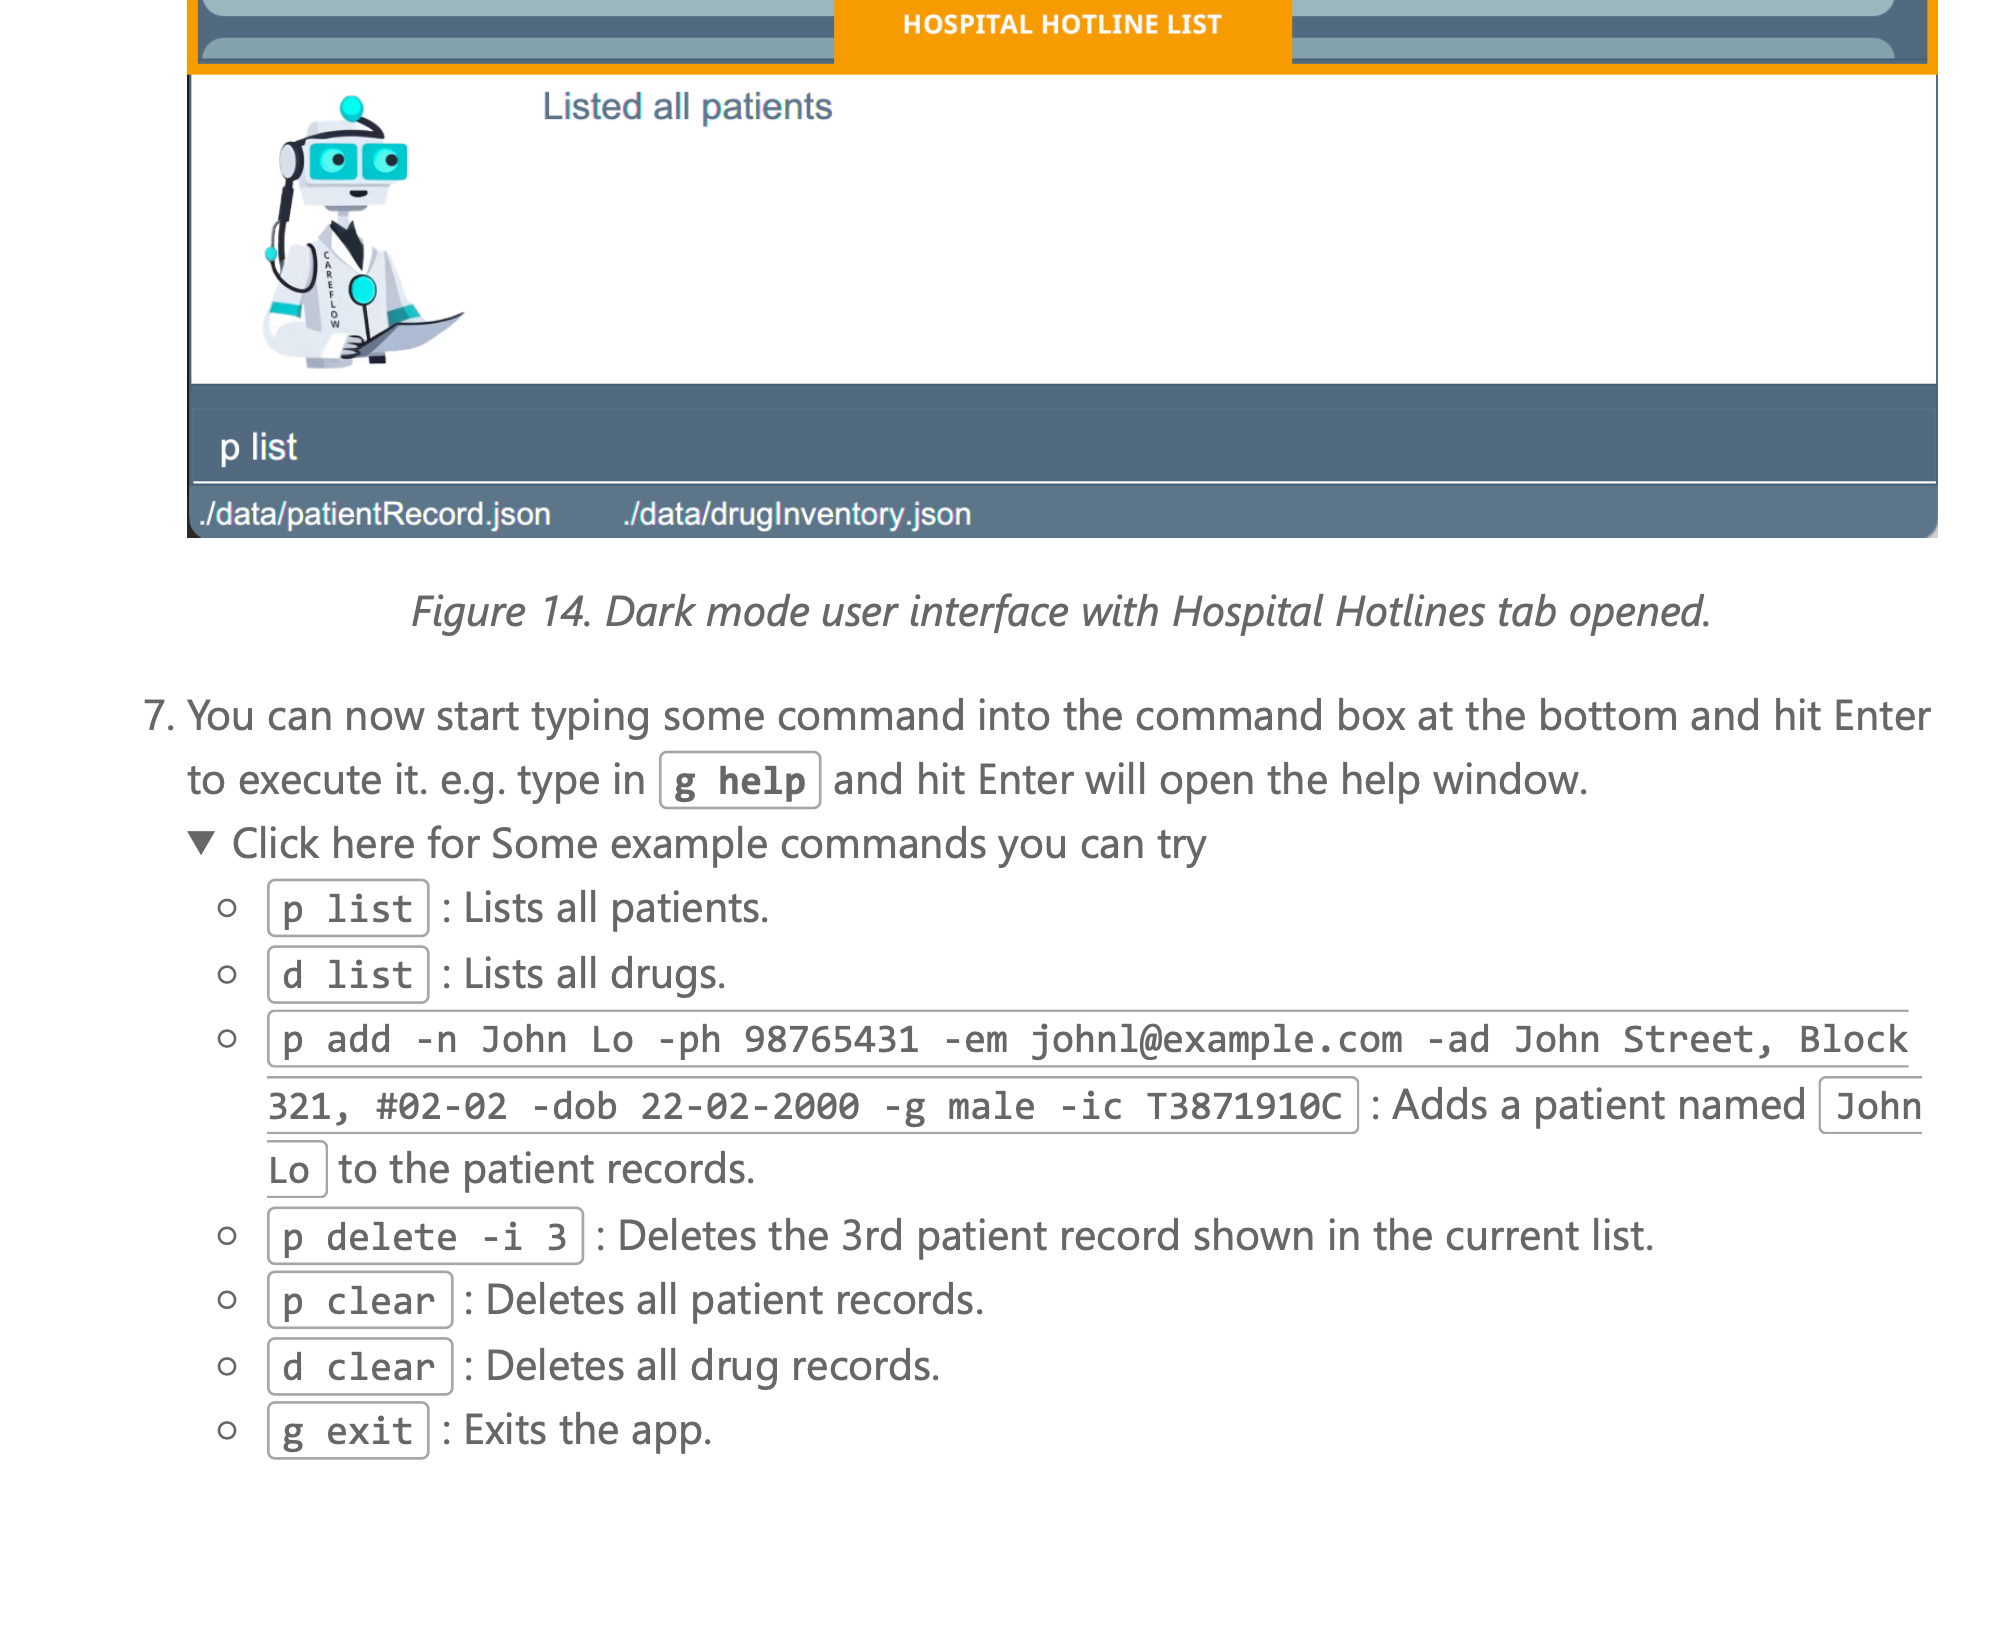 HOSPITAL HOTLINE LIST
Listed all patients
CAREFLOW
p list
./data/patientRecord.json ./data/drugInventory.json
Figure 14. Dark mode user interface with Hospital Hotlines tab opened.
7. You can now start typing some command into the command box at the bottom and hit Enter
to execute it. e.g. type in g help and hit Enter will open the help window.
▼ Click here for Some example commands you can try
○ p list : Lists all patients.
○ d list : Lists all drugs.
○ p add -n John Lo -ph 98765431 -em johnl@example.com -ad John Street, Block
321, #02-02 -dob 22-02-2000 -g male -ic T3871910C : Adds a patient named John
Lo to the patient records.
○ p delete -i 3 : Deletes the 3rd patient record shown in the current list.
○ p clear : Deletes all patient records.
○ d clear : Deletes all drug records.
○ g exit : Exits the app.